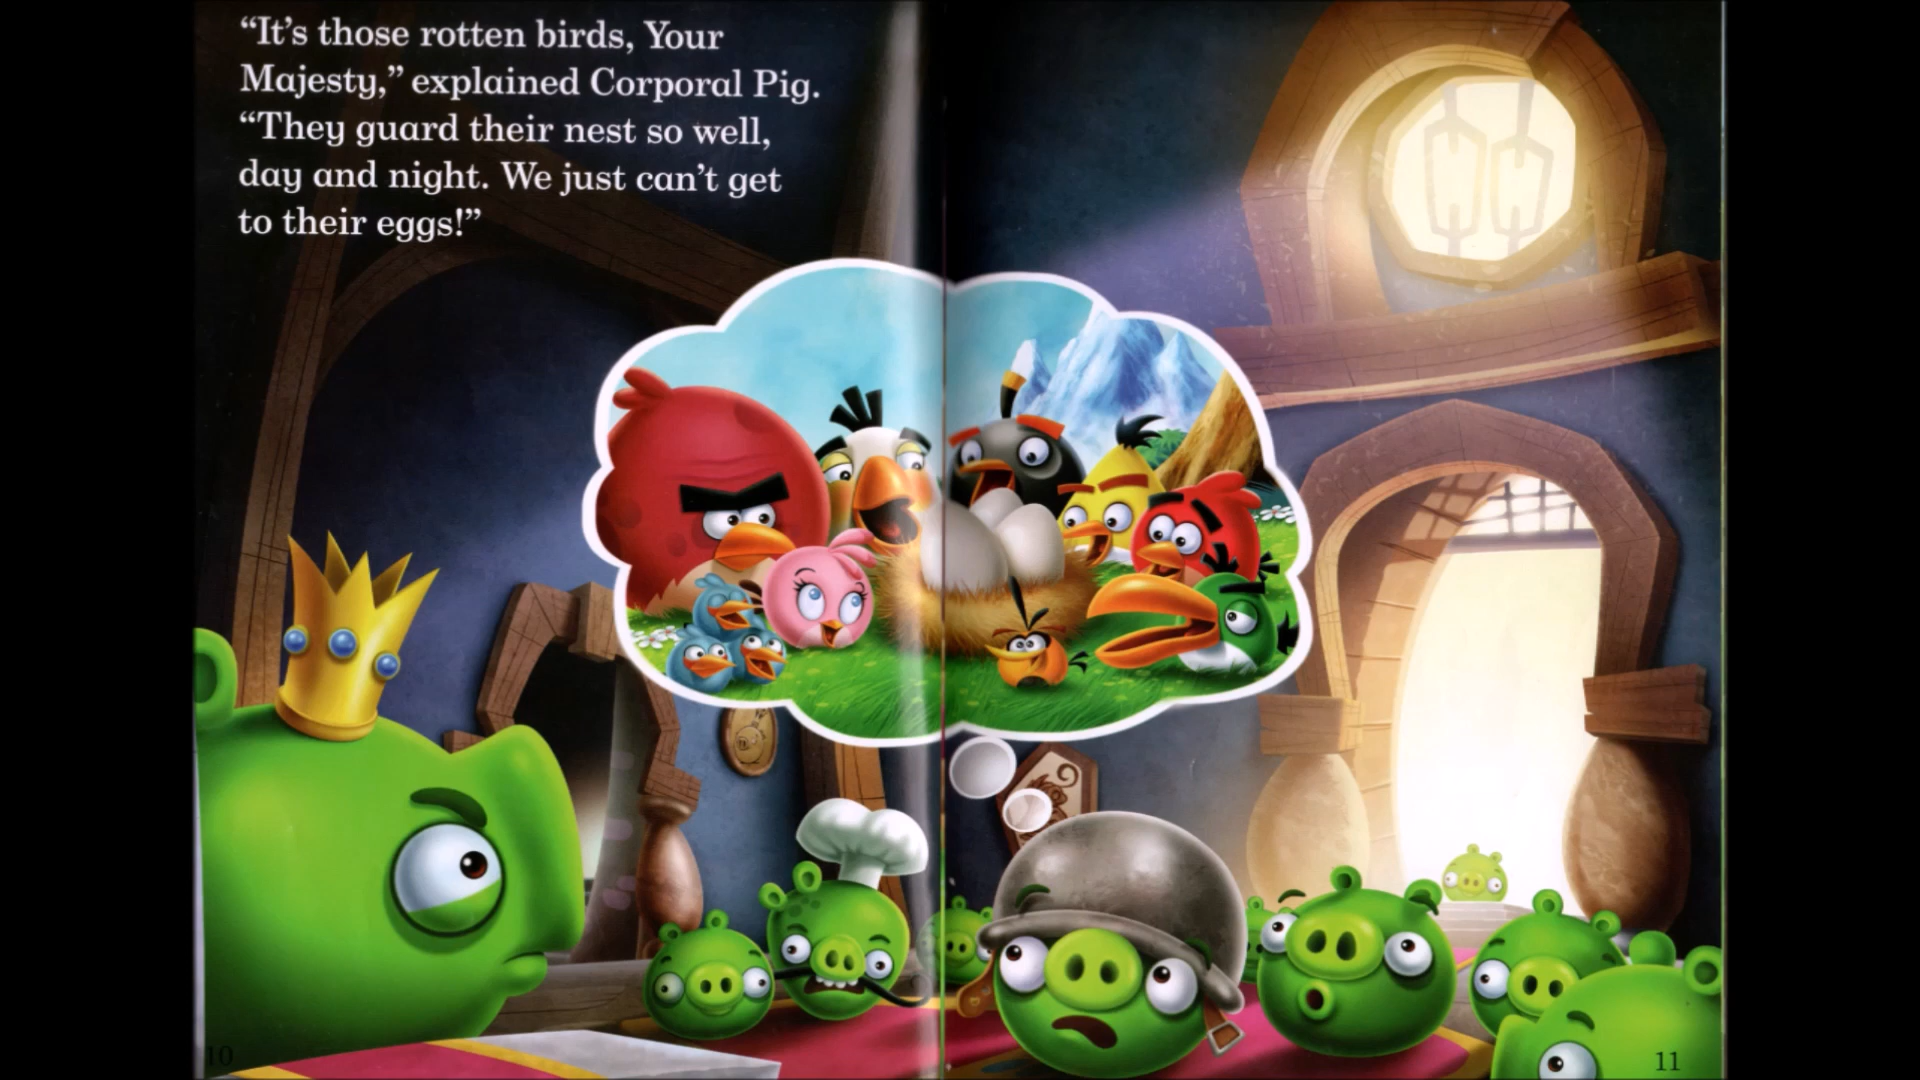 “It’s those rotten birds, Your
Majesty,” explained Corporal Pig.
“They guard their nest so well,
day and night. We just can’t get
to their eggs!”
10
11